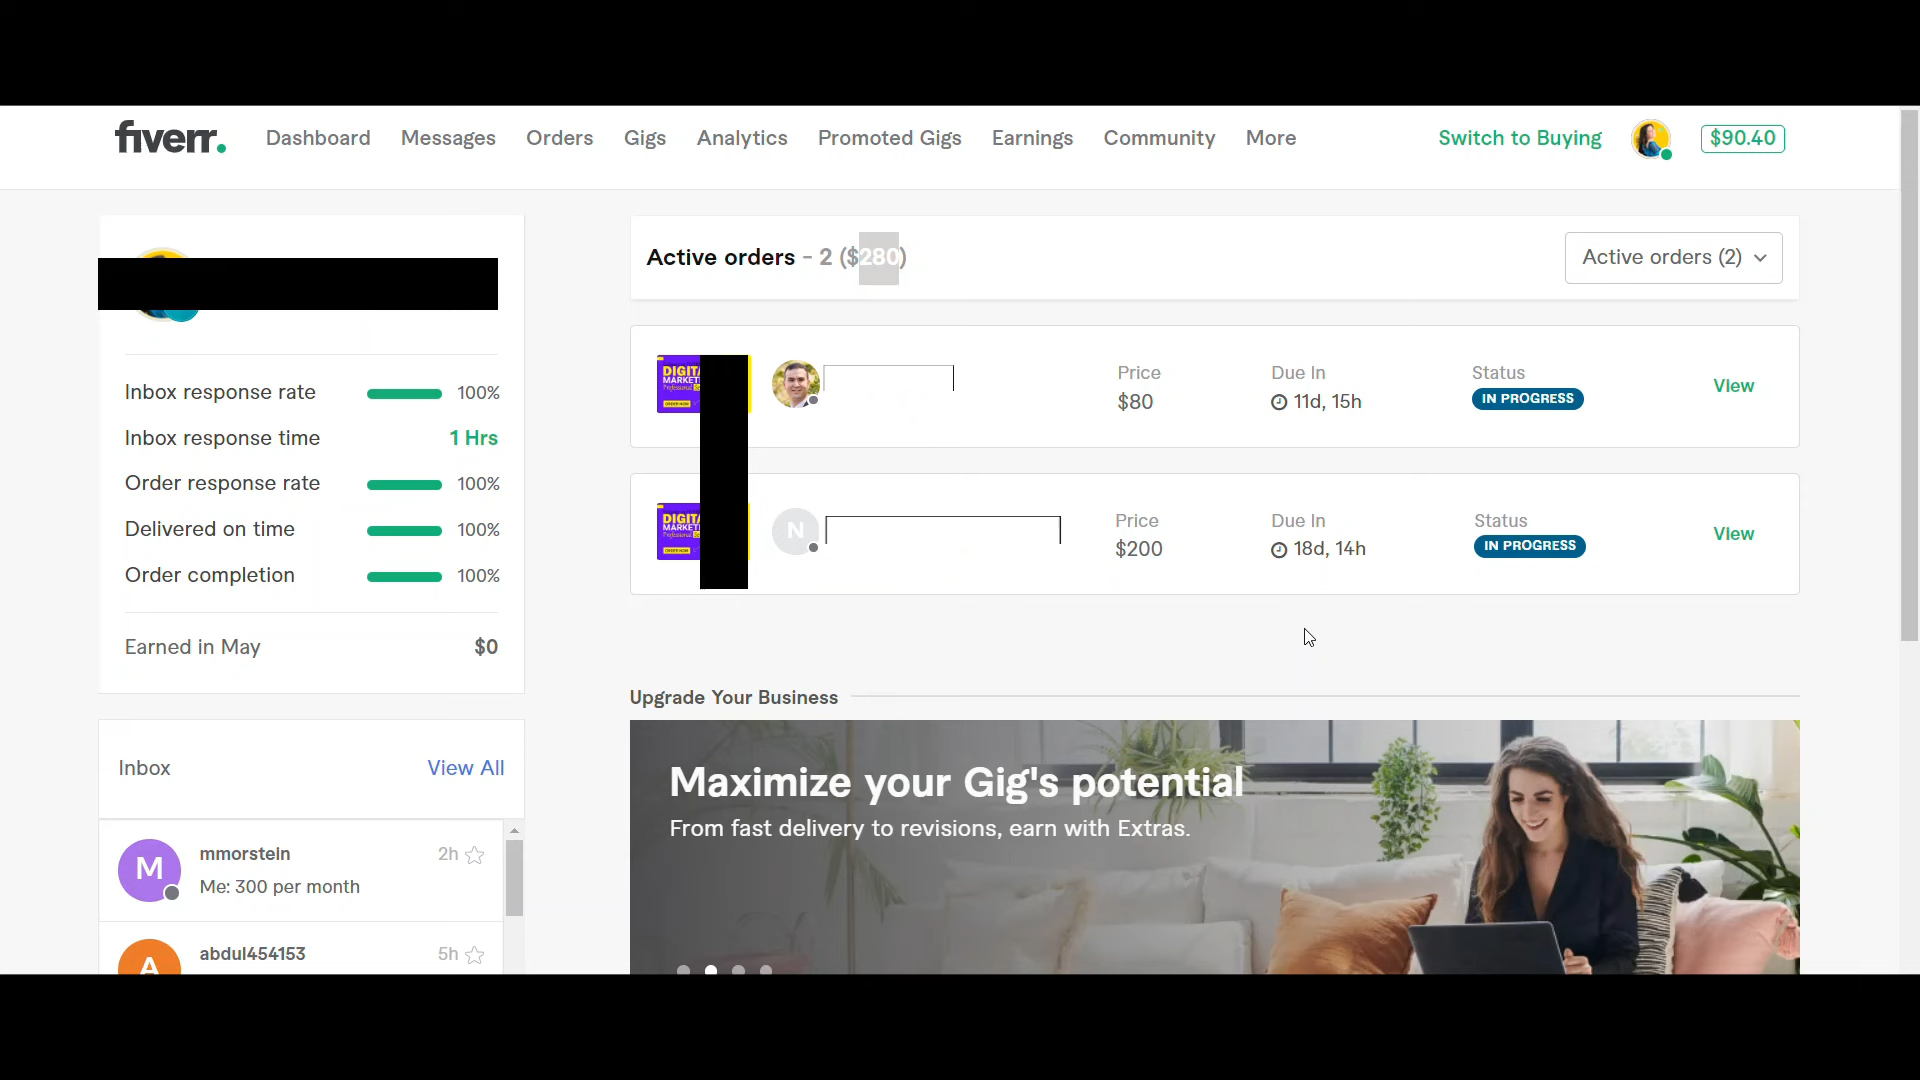 fiverr.
Dashboard
Messages
Orders
Gigs
Analytics
Promoted Gigs
Earnings
Community
More
Switch to Buying
$90.40
Inbox response rate 100%
Inbox response time 1 Hrs
Order response rate 100%
Delivered on time 100%
Order completion 100%
Earned in May $0
Inbox
View All
M
mmorstein 2h
Me: 300 per month
A
abdul454153 5h
Active orders - 2 ($280)
Active orders (2)
ORDER NOW
Price
$80
Due In
11d, 15h
Status
IN PROGRESS
View
ORDER NOW
N
Price
$200
Due In
18d, 14h
Status
IN PROGRESS
View
Upgrade Your Business
Maximize your Gig's potential
From fast delivery to revisions, earn with Extras.